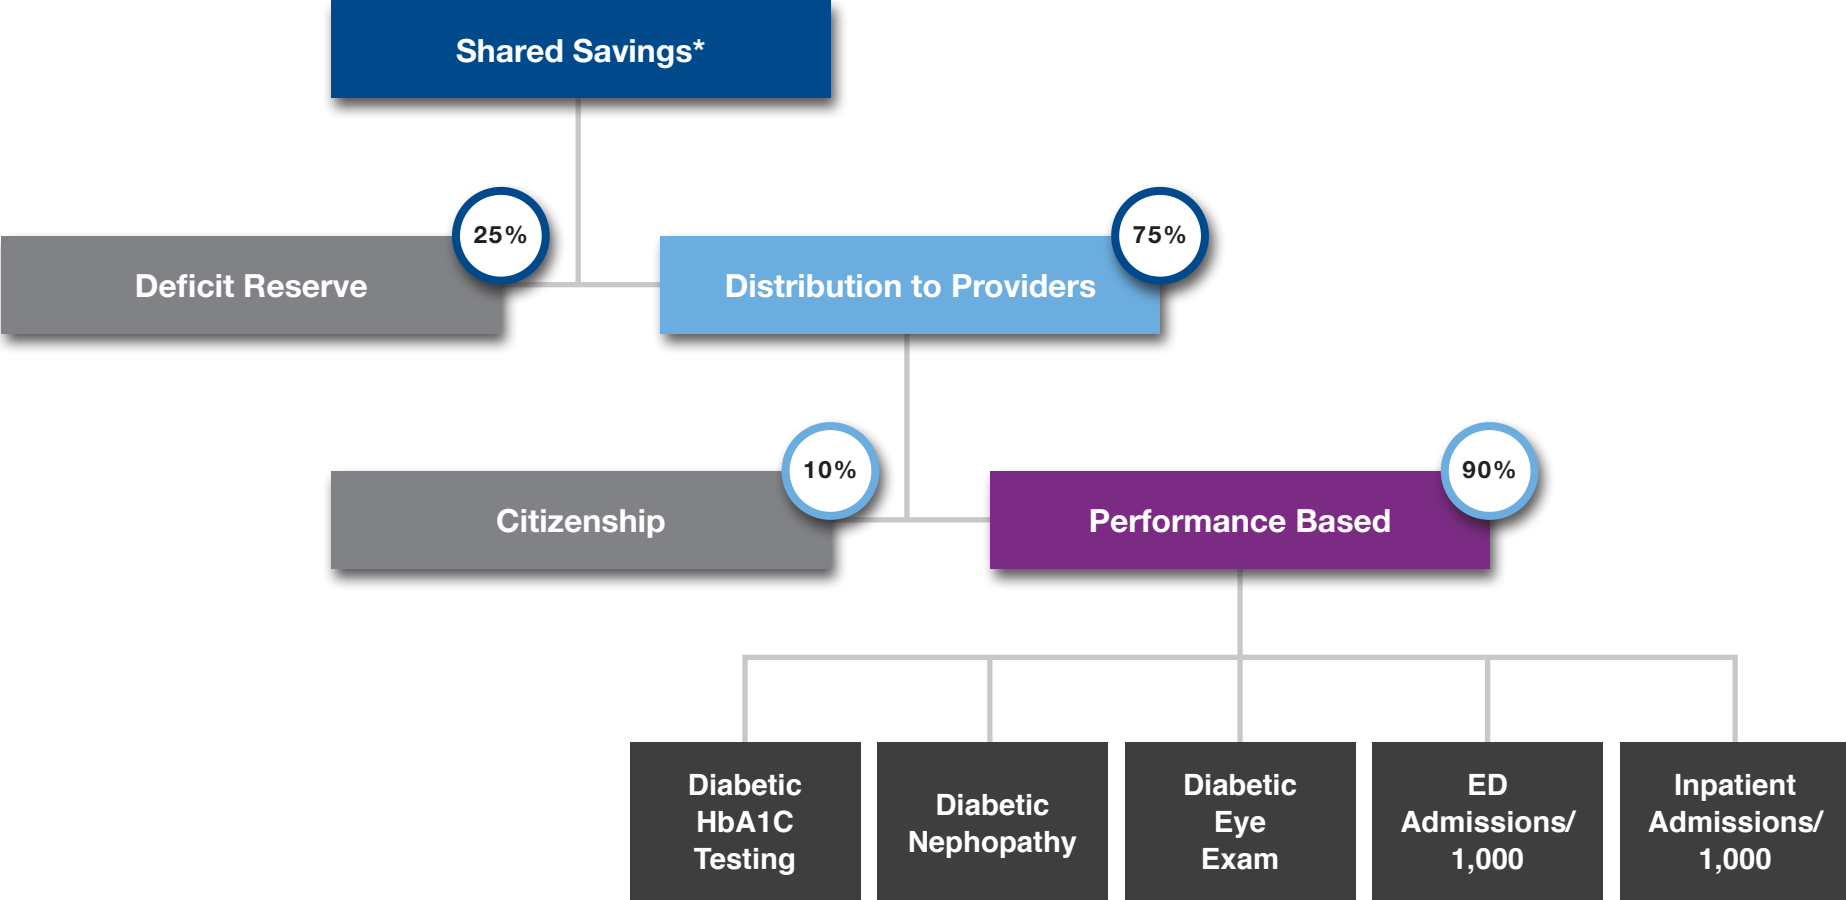 Shared Savings*
25%
75%
Deficit Reserve
Distribution to Providers
10%
90%
Citizenship
Performance Based
Diabetic
HbA1C
Testing
Diabetic
Nephopathy
Diabetic
Eye
Exam
ED
Admissions/
1,000
Inpatient
Admissions/
1,000